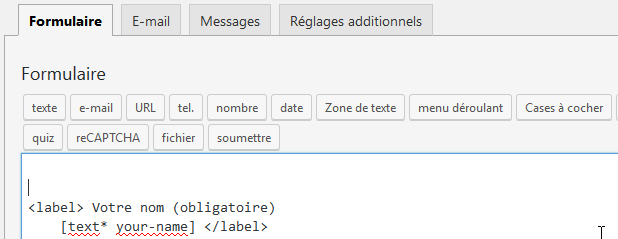 Formulaire E-mail Messages Réglages additionnels
Formulaire
texte e-mail URL tel. nombre date Zone de texte menu déroulant Cases à cocher
quiz reCAPTCHA fichier soumettre
<label> Votre nom (obligatoire)
[text* your-name] </label>